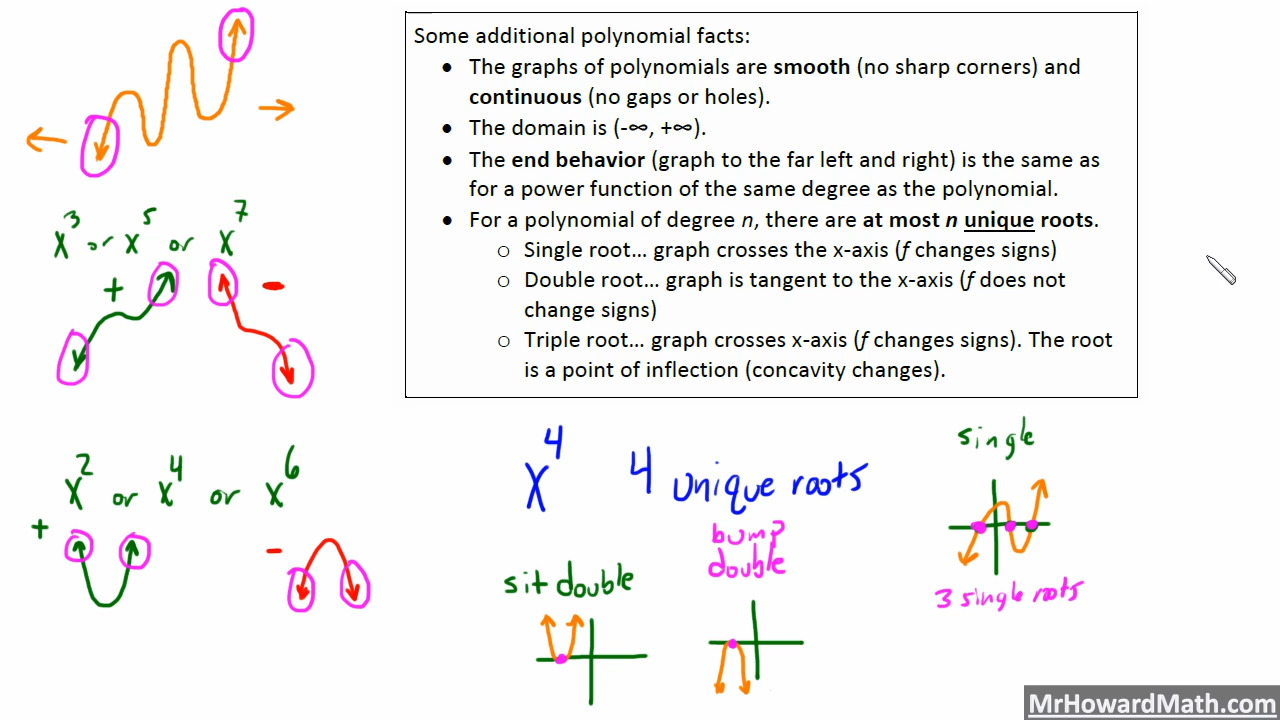 Some additional polynomial facts:
• The graphs of polynomials are smooth (no sharp corners) and
continuous (no gaps or holes).
• The domain is (-∞, +∞).
• The end behavior (graph to the far left and right) is the same as
for a power function of the same degree as the polynomial.
• For a polynomial of degree n, there are at most n unique roots.
o Single root... graph crosses the x-axis (f changes signs)
o Double root... graph is tangent to the x-axis (f does not
change signs)
o Triple root... graph crosses x-axis (f changes signs). The root
is a point of inflection (concavity changes).
x³ or x⁵ or x⁷
+ -
x² or x⁴ or x⁶
+
-
x⁴ 4 unique roots
sit double
bump
double
single
3 single roots
MrHowardMath.com